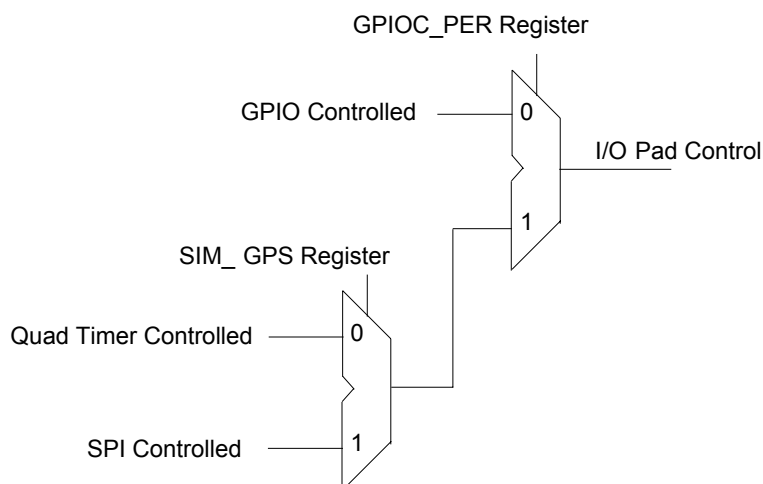 GPIOC_PER Register
GPIO Controlled
0
I/O Pad Control
1
SIM_ GPS Register
Quad Timer Controlled
0
SPI Controlled
1